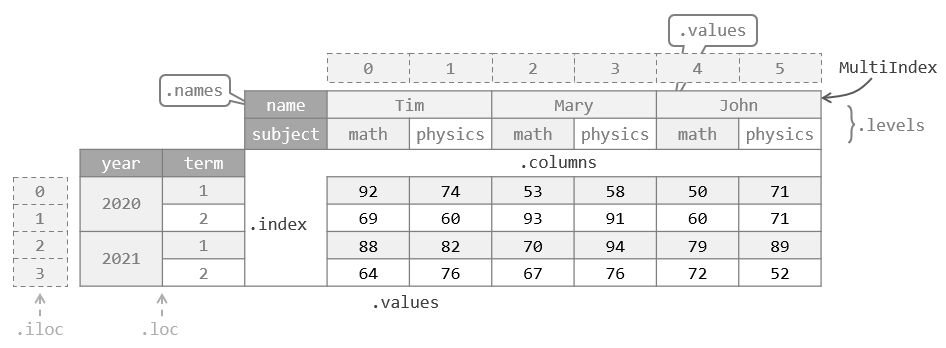 .values
0 1 2 3 4 5
MultiIndex
.names
name Tim Mary John
.levels
subject math physics math physics math physics
year term .columns
0 2020 1 .index 92 74 53 58 50 71
1 2 69 60 93 91 60 71
2 2021 1 88 82 70 94 79 89
3 2 64 76 67 76 72 52
.values
.iloc .loc